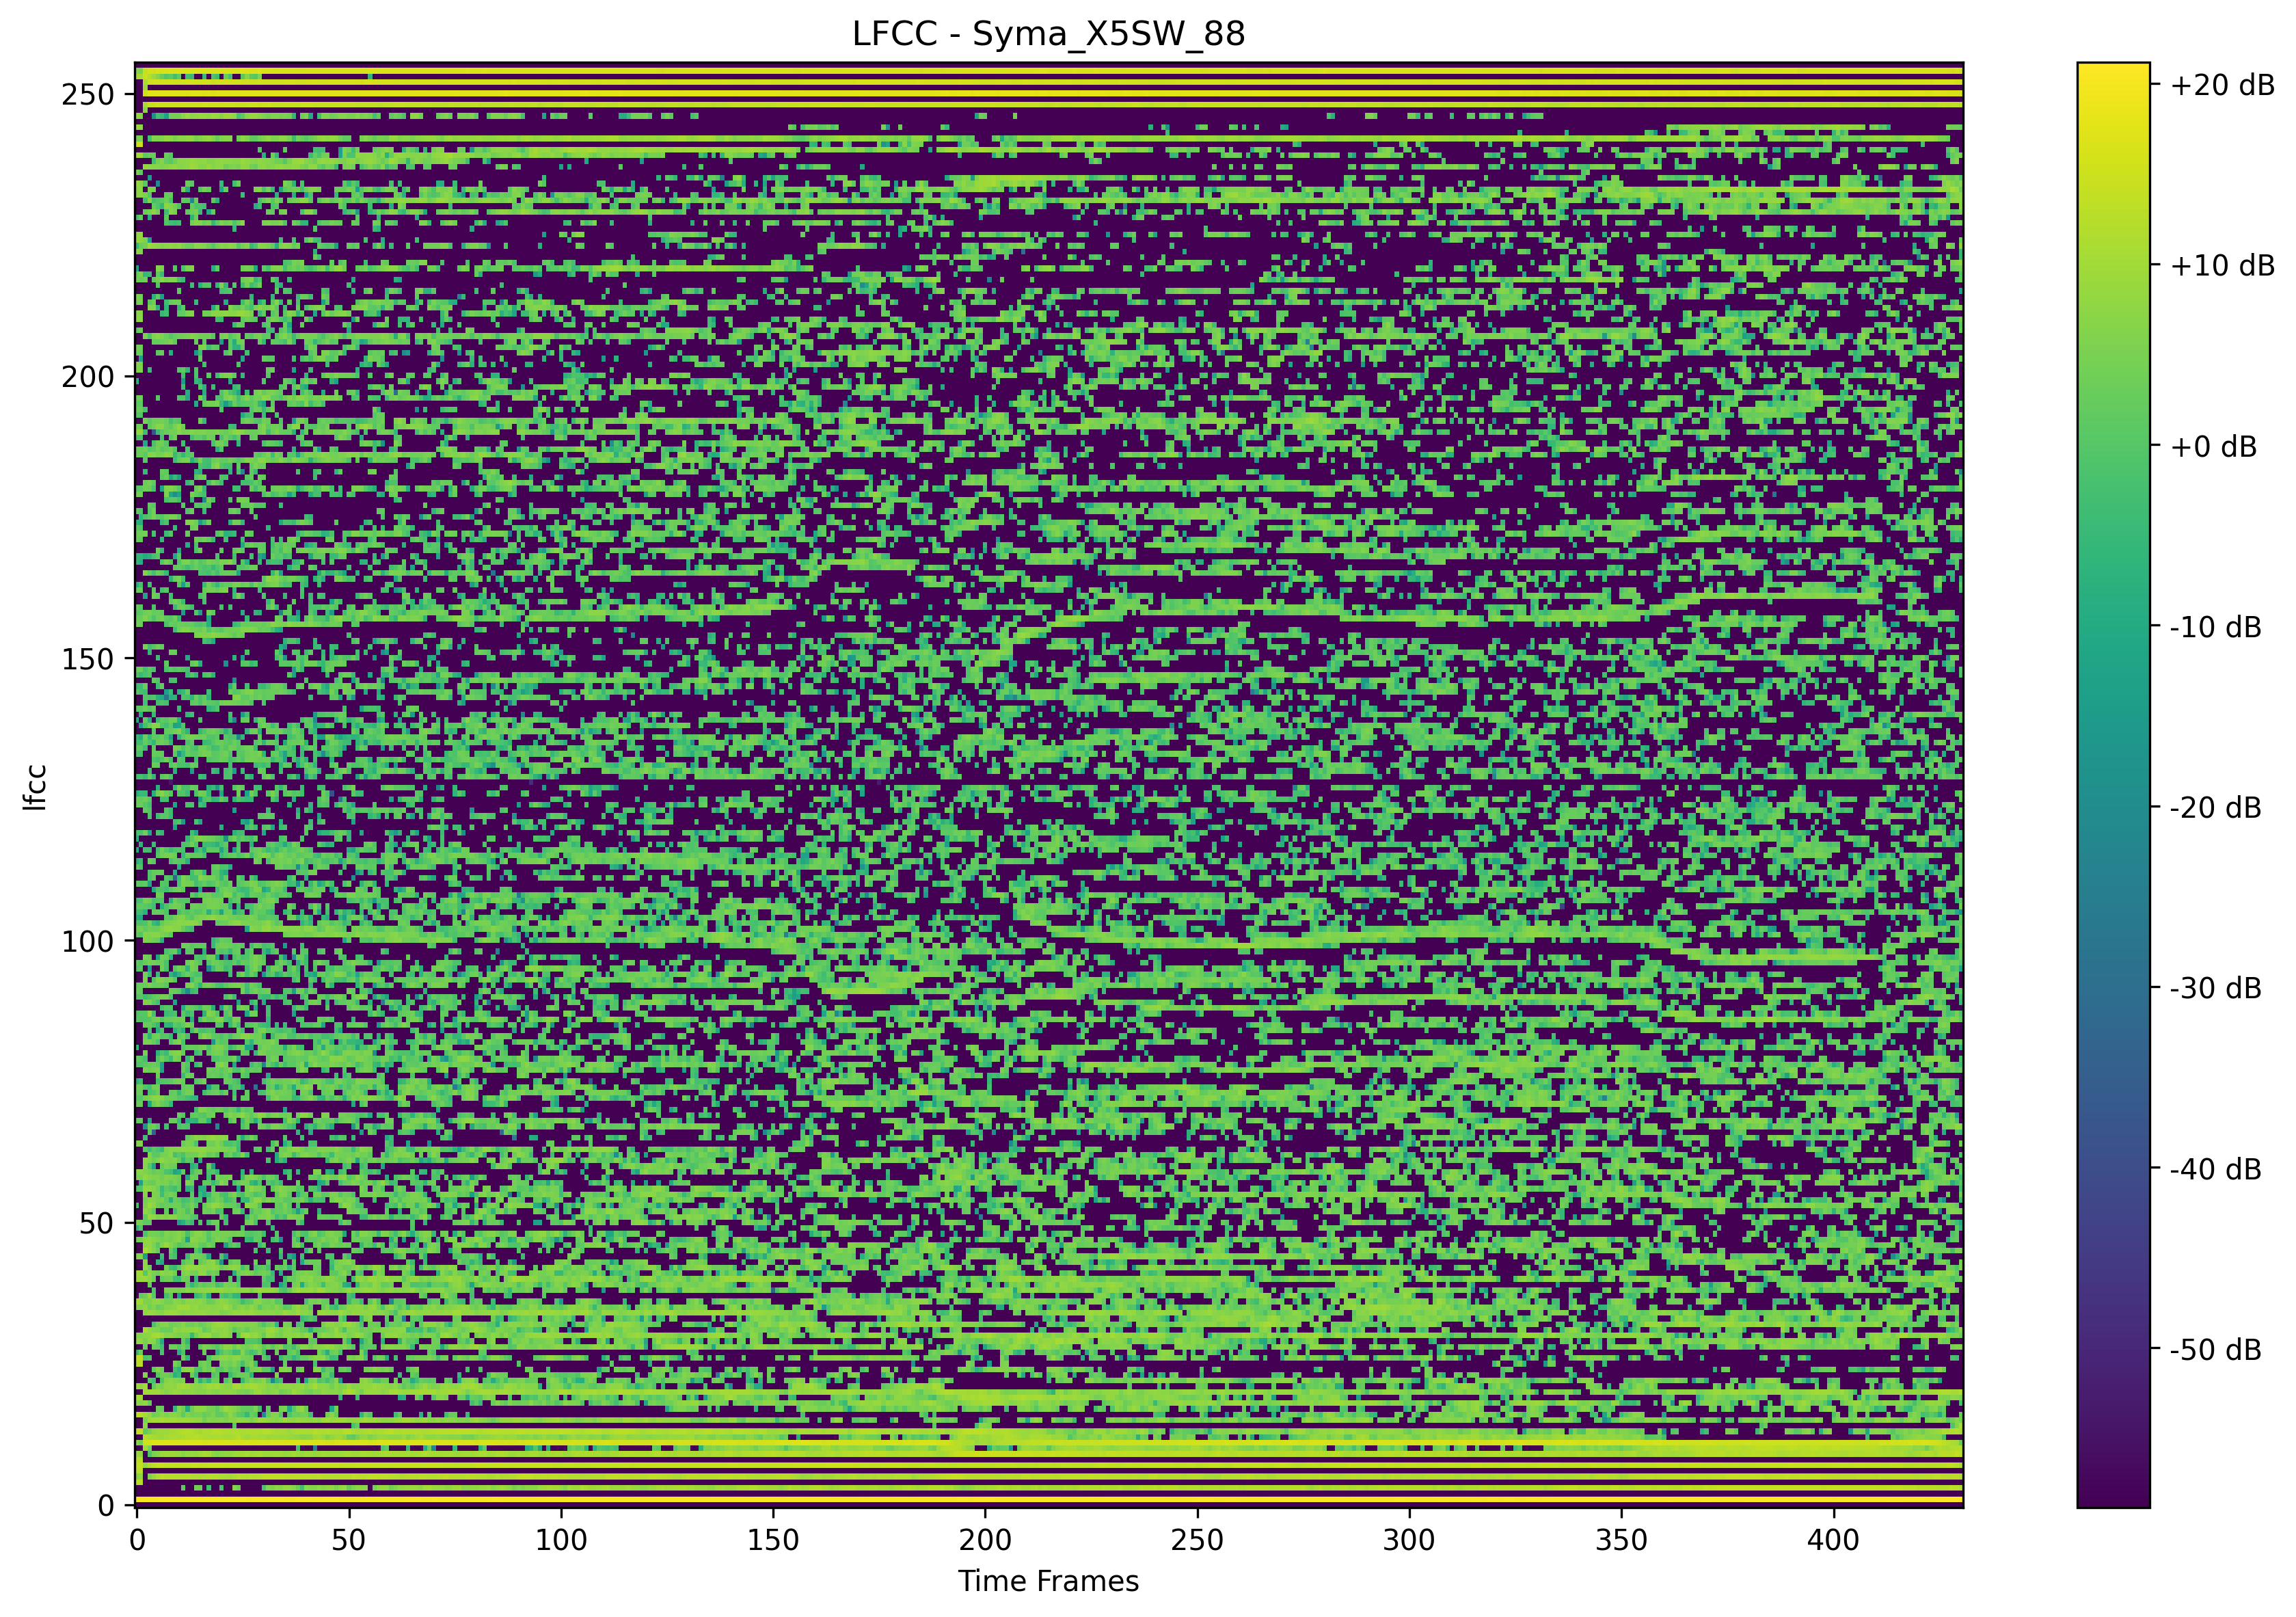 LFCC - Syma_X5SW_88
250
200
150
100
50
0
lfcc
0 50 100 150 200 250 300 350 400
Time Frames
+20 dB
+10 dB
+0 dB
-10 dB
-20 dB
-30 dB
-40 dB
-50 dB